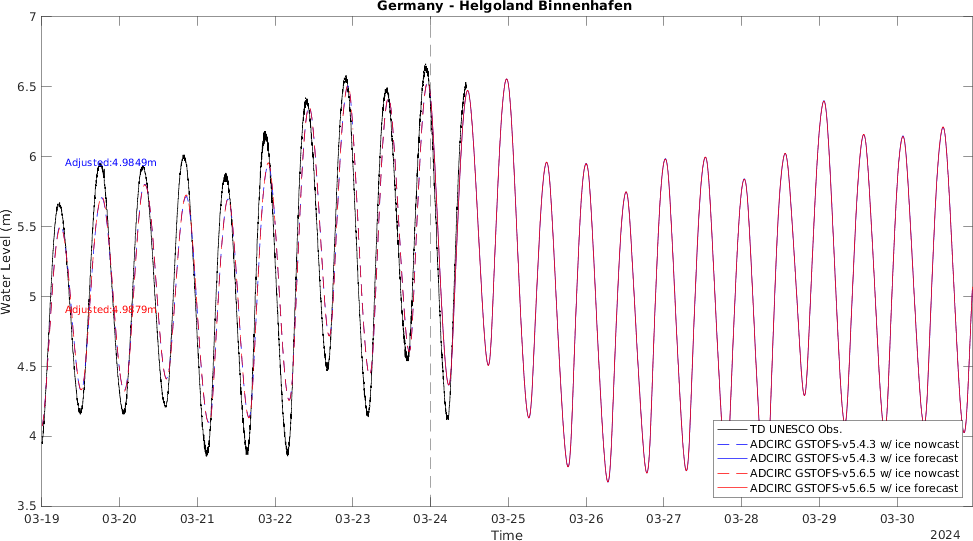 Germany - Helgoland Binnenhafen
7
6.5
6
5.5
5
4.5
4
3.5
Water Level (m)
Adjusted:4.9849m
Adjusted:4.9879m
TD UNESCO Obs.
ADCIRC GSTOFS-v5.4.3 w/ ice nowcast
ADCIRC GSTOFS-v5.4.3 w/ ice forecast
ADCIRC GSTOFS-v5.6.5 w/ ice nowcast
ADCIRC GSTOFS-v5.6.5 w/ ice forecast
03-19 03-20 03-21 03-22 03-23 03-24 03-25 03-26 03-27 03-28 03-29 03-30
Time
2024